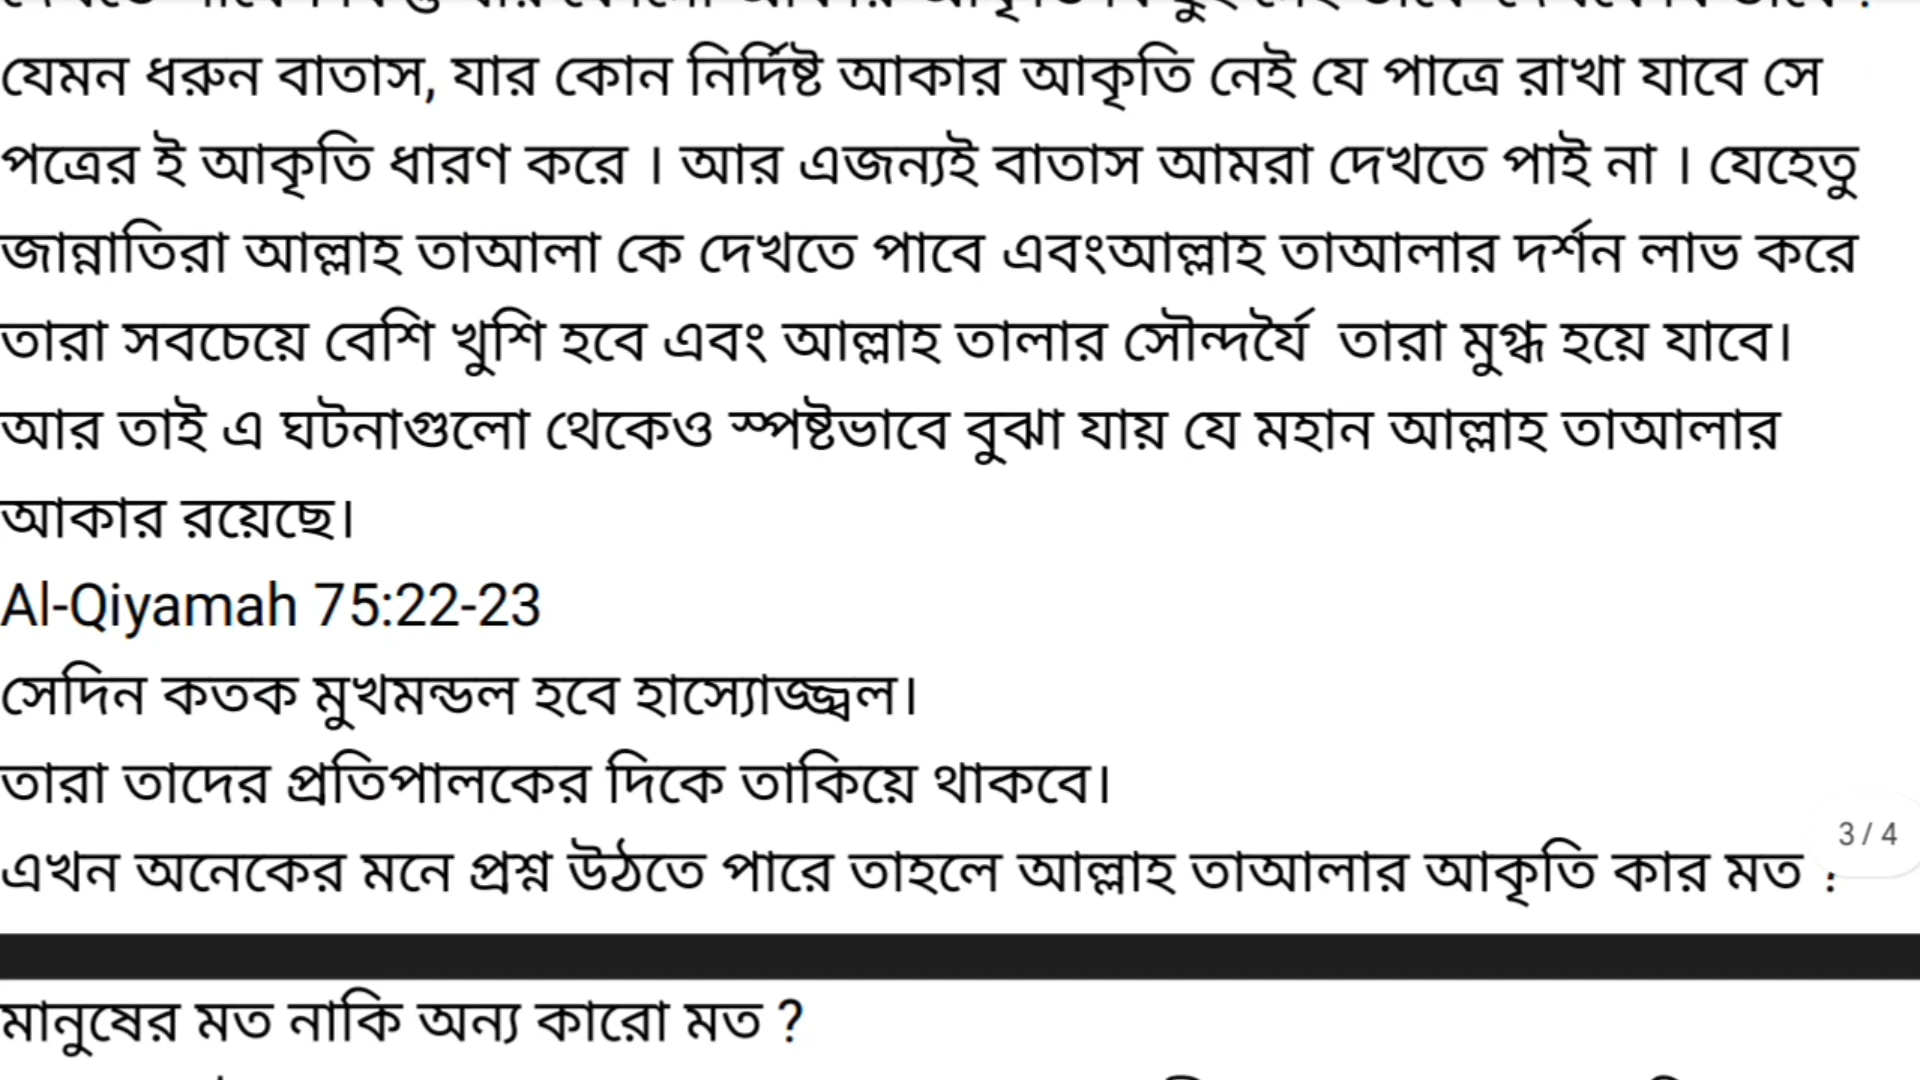 যেমন ধরুন বাতাস, যার কোন নির্দিষ্ট আকার আকৃতি নেই যে পাত্রে রাখা যাবে সে
পত্রের ই আকৃতি ধারণ করে । আর এজন্যই বাতাস আমরা দেখতে পাই না । যেহেতু
জান্নাতিরা আল্লাহ তাআলা কে দেখতে পাবে এবংআল্লাহ তাআলার দর্শন লাভ করে
তারা সবচেয়ে বেশি খুশি হবে এবং আল্লাহ তালার সৌন্দর্যৈ তারা মুগ্ধ হয়ে যাবে।
আর তাই এ ঘটনাগুলো থেকেও স্পষ্টভাবে বুঝা যায় যে মহান আল্লাহ তাআলার
আকার রয়েছে।
Al-Qiyamah 75:22-23
সেদিন কতক মুখমন্ডল হবে হাস্যোজ্জ্বল।
তারা তাদের প্রতিপালকের দিকে তাকিয়ে থাকবে।
3 / 4
এখন অনেকের মনে প্রশ্ন উঠতে পারে তাহলে আল্লাহ তাআলার আকৃতি কার মত ?
মানুষের মত নাকি অন্য কারো মত ?